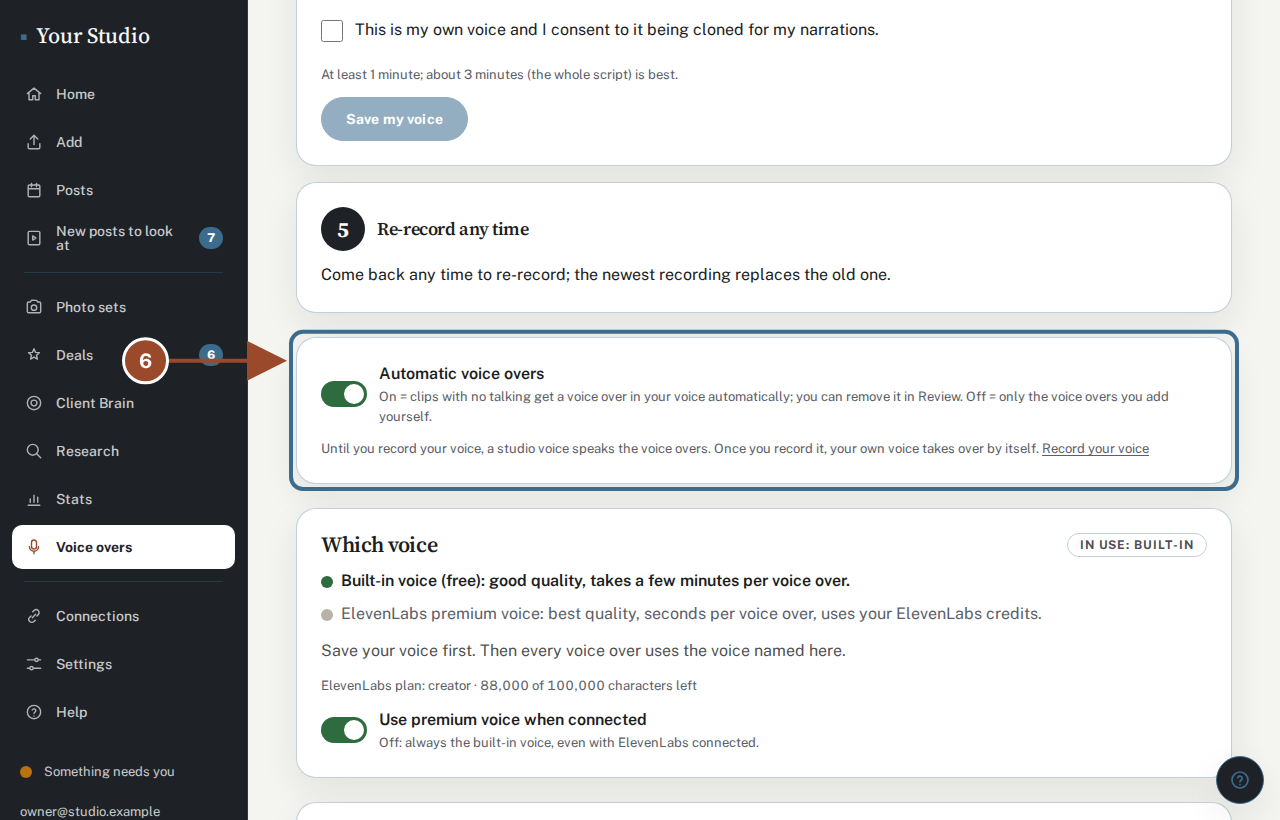 Your Studio
Home
Add
Posts
New posts to look
at
7
Photo sets
Deals
6
6
Client Brain
Research
Stats
Voice overs
Connections
Settings
Help
Something needs you
owner@studio.example
This is my own voice and I consent to it being cloned for my narrations.
At least 1 minute; about 3 minutes (the whole script) is best.
Save my voice
5
Re-record any time
Come back any time to re-record; the newest recording replaces the old one.
Automatic voice overs
On = clips with no talking get a voice over in your voice automatically; you can remove it in Review. Off = only the voice overs you add
yourself.
Until you record your voice, a studio voice speaks the voice overs. Once you record it, your own voice takes over by itself. Record your voice
Which voice
IN USE: BUILT-IN
Built-in voice (free): good quality, takes a few minutes per voice over.
ElevenLabs premium voice: best quality, seconds per voice over, uses your ElevenLabs credits.
Save your voice first. Then every voice over uses the voice named here.
ElevenLabs plan: creator · 88,000 of 100,000 characters left
Use premium voice when connected
Off: always the built-in voice, even with ElevenLabs connected.